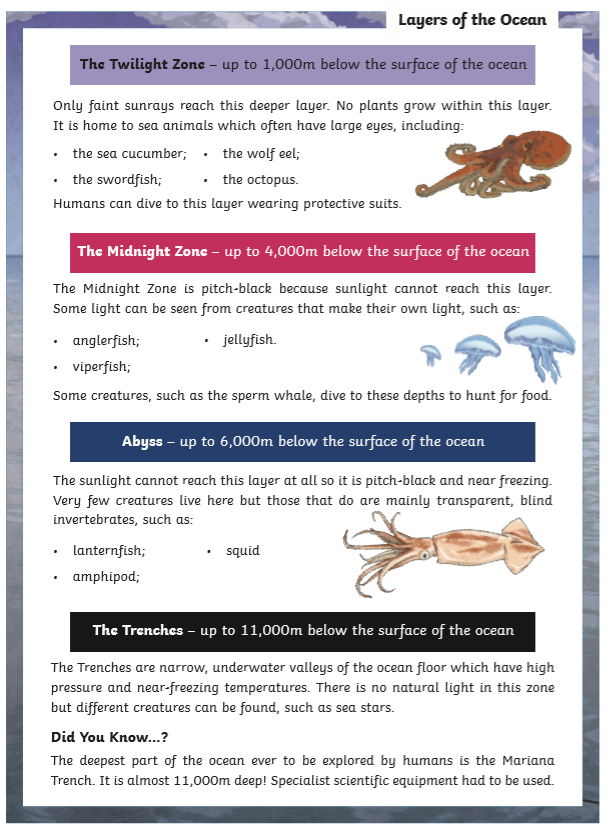 Layers of the Ocean
The Twilight Zone – up to 1,000m below the surface of the ocean
Only faint sunrays reach this deeper layer. No plants grow within this layer.
It is home to sea animals which often have large eyes, including:
• the sea cucumber; • the wolf eel;
• the swordfish; • the octopus.
Humans can dive to this layer wearing protective suits.
The Midnight Zone – up to 4,000m below the surface of the ocean
The Midnight Zone is pitch-black because sunlight cannot reach this layer.
Some light can be seen from creatures that make their own light, such as:
• anglerfish; • jellyfish.
• viperfish;
Some creatures, such as the sperm whale, dive to these depths to hunt for food.
Abyss – up to 6,000m below the surface of the ocean
The sunlight cannot reach this layer at all so it is pitch-black and near freezing.
Very few creatures live here but those that do are mainly transparent, blind
invertebrates, such as:
• lanternfish; • squid
• amphipod;
The Trenches – up to 11,000m below the surface of the ocean
The Trenches are narrow, underwater valleys of the ocean floor which have high
pressure and near-freezing temperatures. There is no natural light in this zone
but different creatures can be found, such as sea stars.
Did You Know...?
The deepest part of the ocean ever to be explored by humans is the Mariana
Trench. It is almost 11,000m deep! Specialist scientific equipment had to be used.